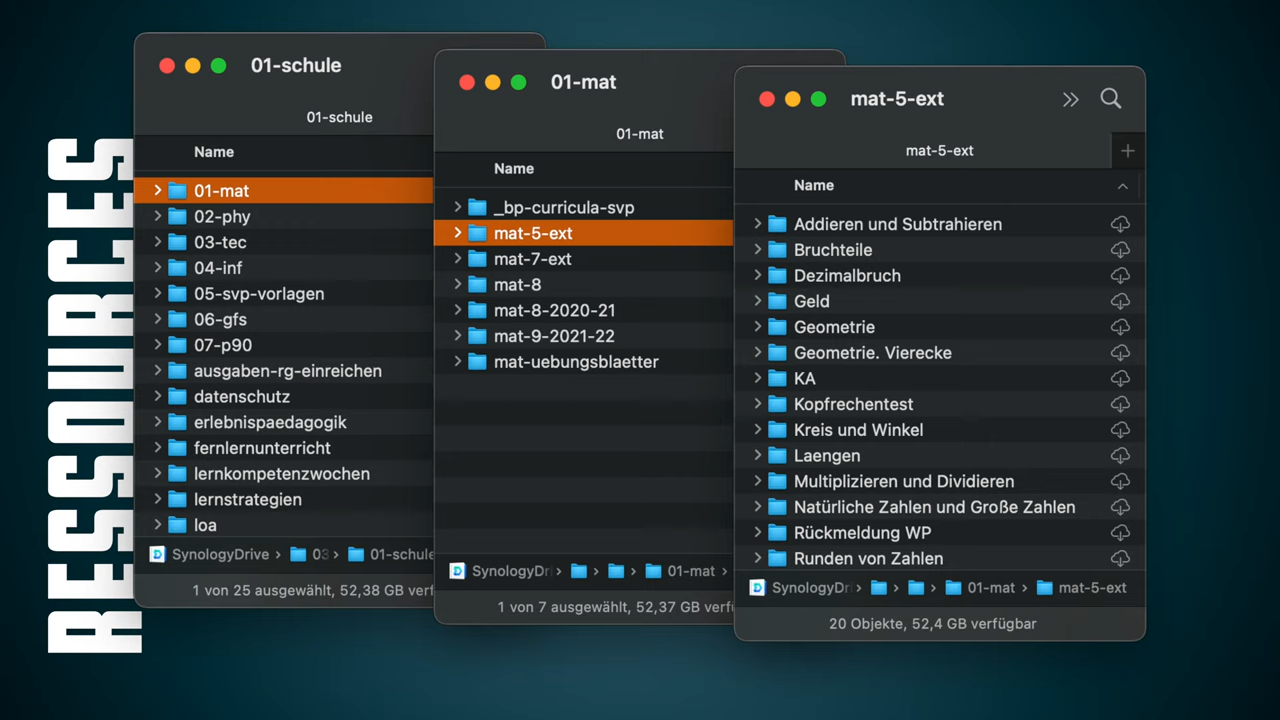 RESSOURCES
01-schule
01-schule
Name
01-mat
02-phy
03-tec
04-inf
05-svp-vorlagen
06-gfs
07-p90
ausgaben-rg-einreichen
datenschutz
erlebnispaedagogik
fernlernunterricht
lernkompetenzwochen
lernstrategien
loa
SynologyDrive › 03 › 01-schule
1 von 25 ausgewählt, 52,38 GB verf
01-mat
01-mat
Name
_bp-curricula-svp
mat-5-ext
mat-7-ext
mat-8
mat-8-2020-21
mat-9-2021-22
mat-uebungsblaetter
SynologyDri › › › 01-mat ›
1 von 7 ausgewählt, 52,37 GB verfü
mat-5-ext
mat-5-ext
Name
Addieren und Subtrahieren
Bruchteile
Dezimalbruch
Geld
Geometrie
Geometrie. Vierecke
KA
Kopfrechentest
Kreis und Winkel
Laengen
Multiplizieren und Dividieren
Natürliche Zahlen und Große Zahlen
Rückmeldung WP
Runden von Zahlen
SynologyDri › › › 01-mat › mat-5-ext
20 Objekte, 52,4 GB verfügbar